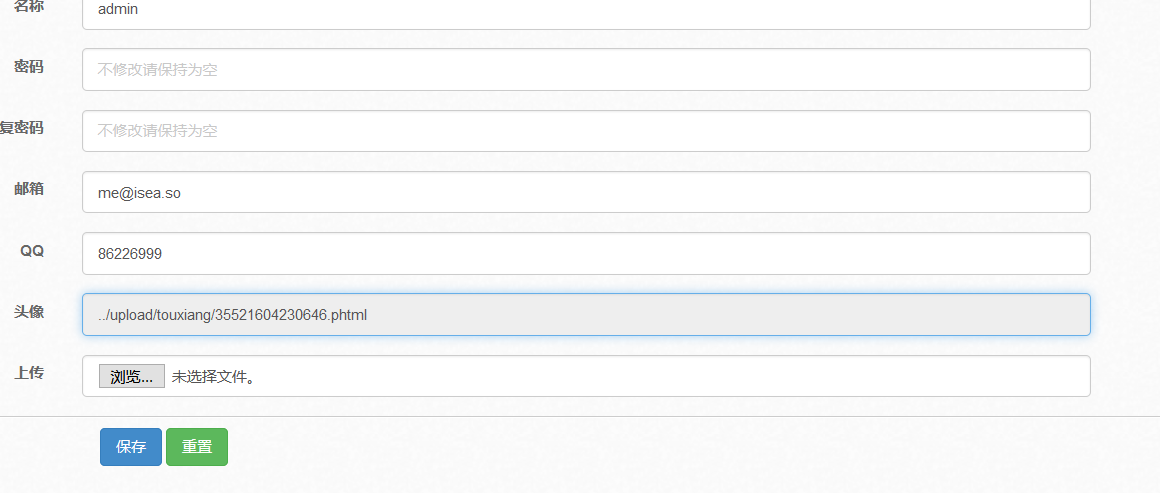 名称 admin
密码 不修改请保持为空
复密码 不修改请保持为空
邮箱 me@isea.so
QQ 86226999
头像 ../upload/touxiang/35521604230646.phtml
上传 浏览... 未选择文件。
保存 重置